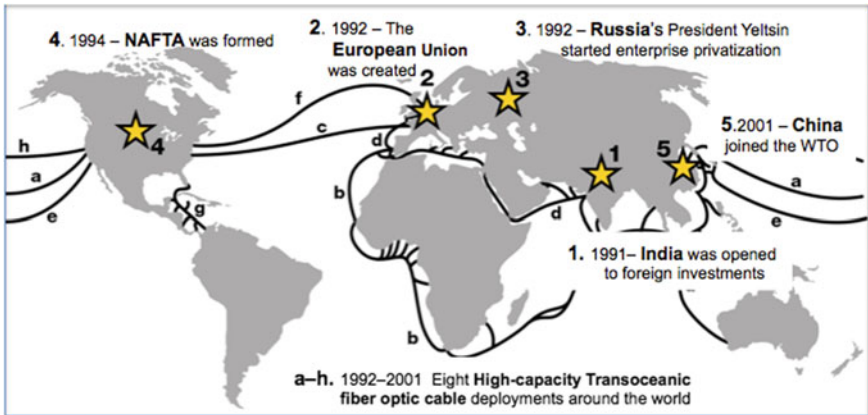 4. 1994 – NAFTA was formed
2. 1992 – The
European Union
was created
3. 1992 – Russia's President Yeltsin
started enterprise privatization
2
3
f
4
h
c
5.2001 – China
joined the WTO
d
1
5
a
b
a
e
g
d
e
1. 1991– India was opened
to foreign investments
b
a–h. 1992–2001 Eight High-capacity Transoceanic
fiber optic cable deployments around the world